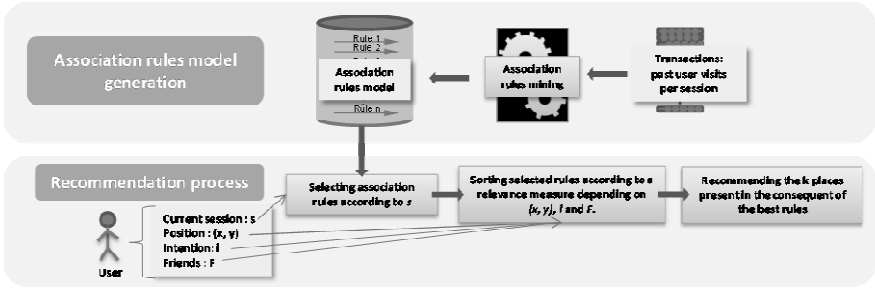 Association rules model
generation
Rule 1
Rule 2
Association
rules model
Rule n
Association
rules mining
Transactions:
past user visits
per session
Recommendation process
User
Current session : s
Position : (x, y)
Intention: i
Friends : F
Selecting association
rules according to s
Sorting selected rules according to a
relevance measure depending on
(x, y), i and F.
Recommending the k places
present in the consequent of
the best rules